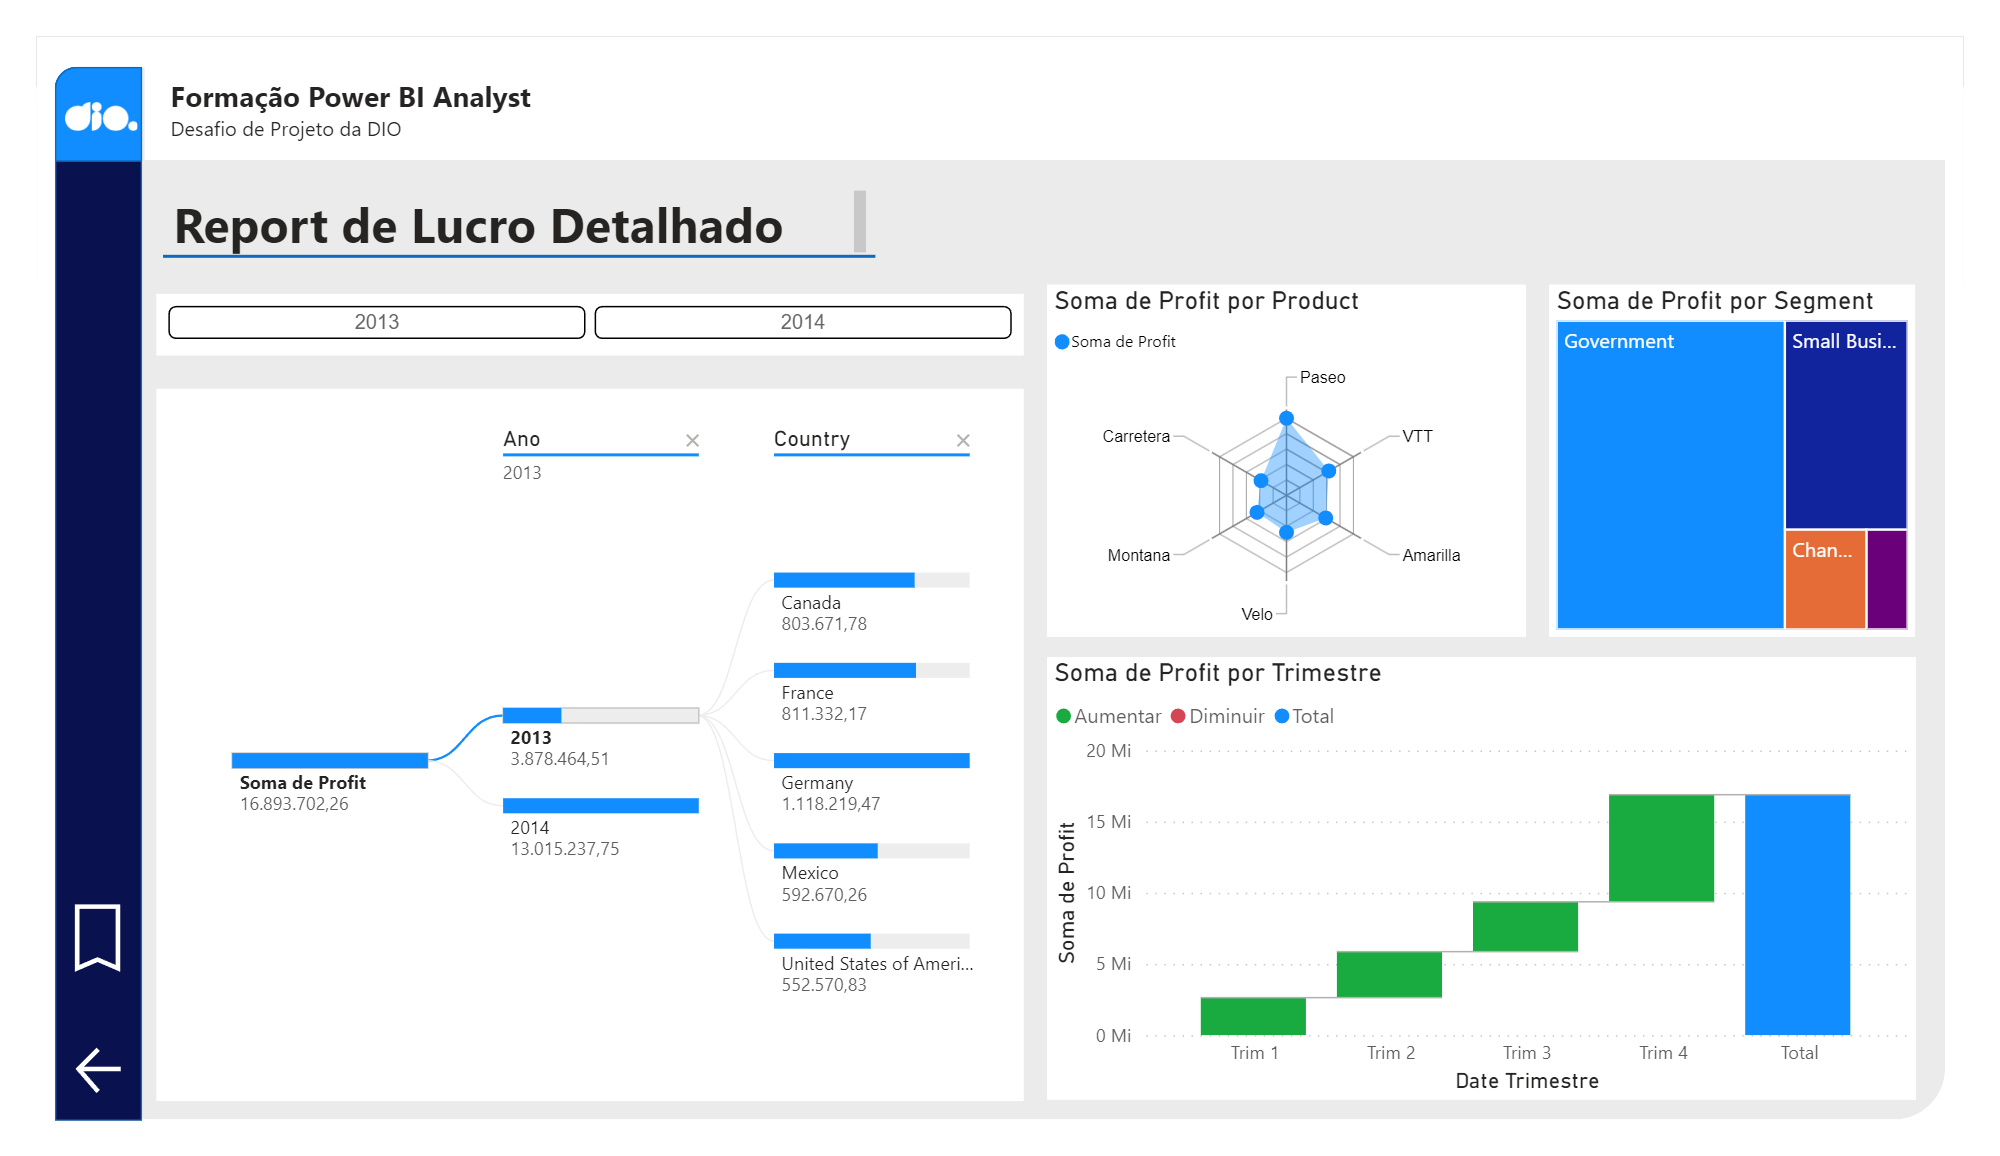 dio.
Formação Power BI Analyst
Desafio de Projeto da DIO
Report de Lucro Detalhado
2013
2014
Ano
2013
Country
Soma de Profit
16.893.702,26
2013
3.878.464,51
2014
13.015.237,75
Canada
803.671,78
France
811.332,17
Germany
1.118.219,47
Mexico
592.670,26
United States of Ameri...
552.570,83
Soma de Profit por Product
Soma de Profit
Paseo
VTT
Amarilla
Velo
Montana
Carretera
Soma de Profit por Segment
Government
Small Busi...
Chan...
Soma de Profit por Trimestre
Aumentar
Diminuir
Total
Soma de Profit
20 Mi
15 Mi
10 Mi
5 Mi
0 Mi
Trim 1
Trim 2
Trim 3
Trim 4
Total
Date Trimestre